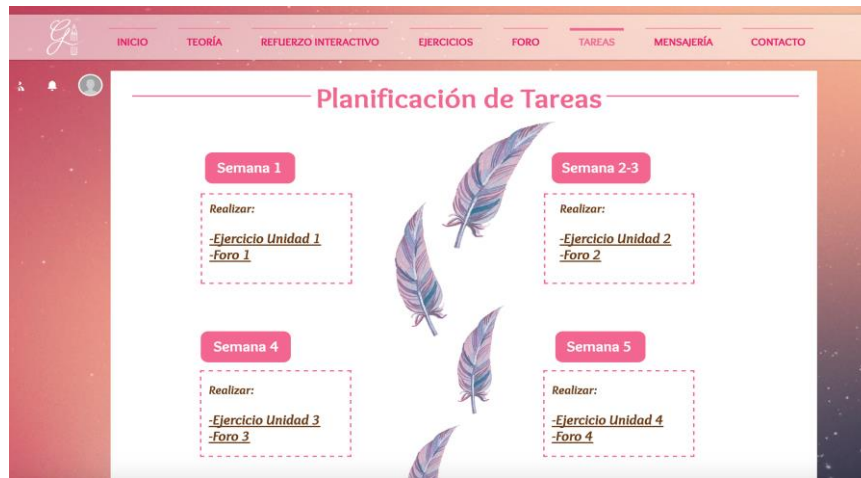 INICIO TEORÍA REFUERZO INTERACTIVO EJERCICIOS FORO TAREAS MENSAJERÍA CONTACTO
Planificación de Tareas
Semana 1
Realizar:
-Ejercicio Unidad 1
-Foro 1
Semana 2-3
Realizar:
-Ejercicio Unidad 2
-Foro 2
Semana 4
Realizar:
-Ejercicio Unidad 3
-Foro 3
Semana 5
Realizar:
-Ejercicio Unidad 4
-Foro 4